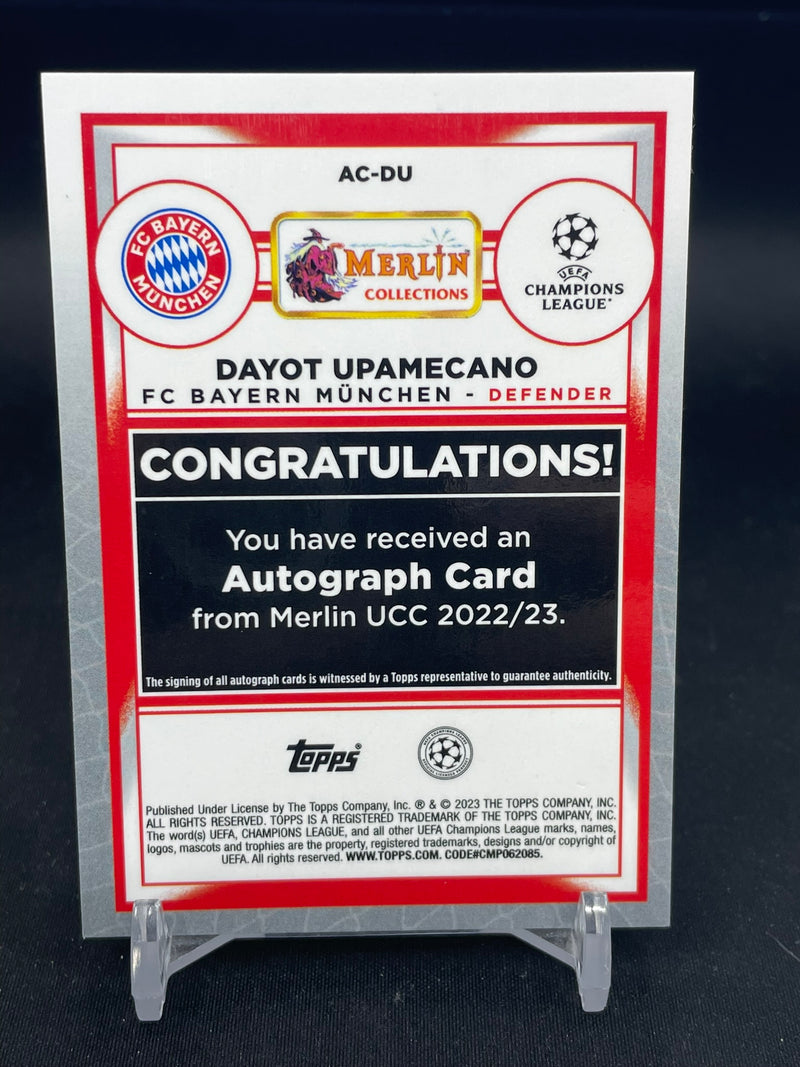 AC-DU
FC BAYERN
MÜNCHEN
MERLIN
COLLECTIONS
UEFA
CHAMPIONS
LEAGUE®
DAYOT UPAMECANO
FC BAYERN MÜNCHEN - DEFENDER
CONGRATULATIONS!
You have received an
Autograph Card
from Merlin UCC 2022/23.
The signing of all autograph cards is witnessed by a Topps representative to guarantee authenticity.
topps®
Published Under License by The Topps Company, Inc. ® & © 2023 THE TOPPS COMPANY, INC.
ALL RIGHTS RESERVED. TOPPS IS A REGISTERED TRADEMARK OF THE TOPPS COMPANY, INC.
The word(s) UEFA, CHAMPIONS LEAGUE, and all other UEFA Champions League marks, names,
logos, mascots and trophies are the property, registered trademarks, designs and/or copyright of
UEFA. All rights reserved. WWW.TOPPS.COM. CODE#CMP062085.